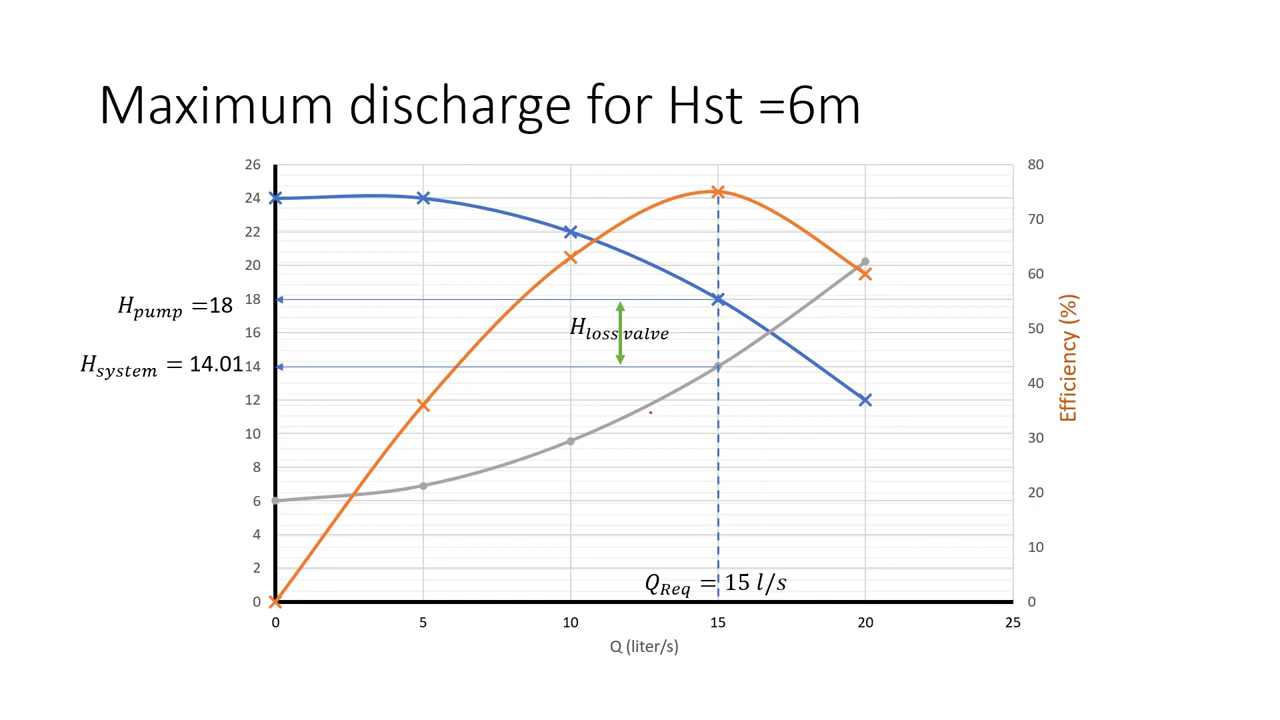 Maximum discharge for Hst =6m
26
24
22
20
18
16
14
12
10
8
6
4
2
0
80
70
60
50
40
30
20
10
0
H_pump =18
H_system = 14.01
H_loss valve
Q_Req = 15 l/s
Efficiency (%)
0 5 10 15 20 25
Q (liter/s)